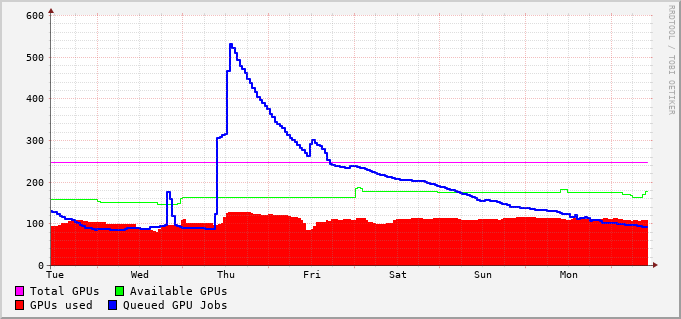 600
500
400
300
200
100
0
Tue Wed Thu Fri Sat Sun Mon
Total GPUs Available GPUs
GPUs used Queued GPU Jobs
RRDTOOL / TOBI OETIKER